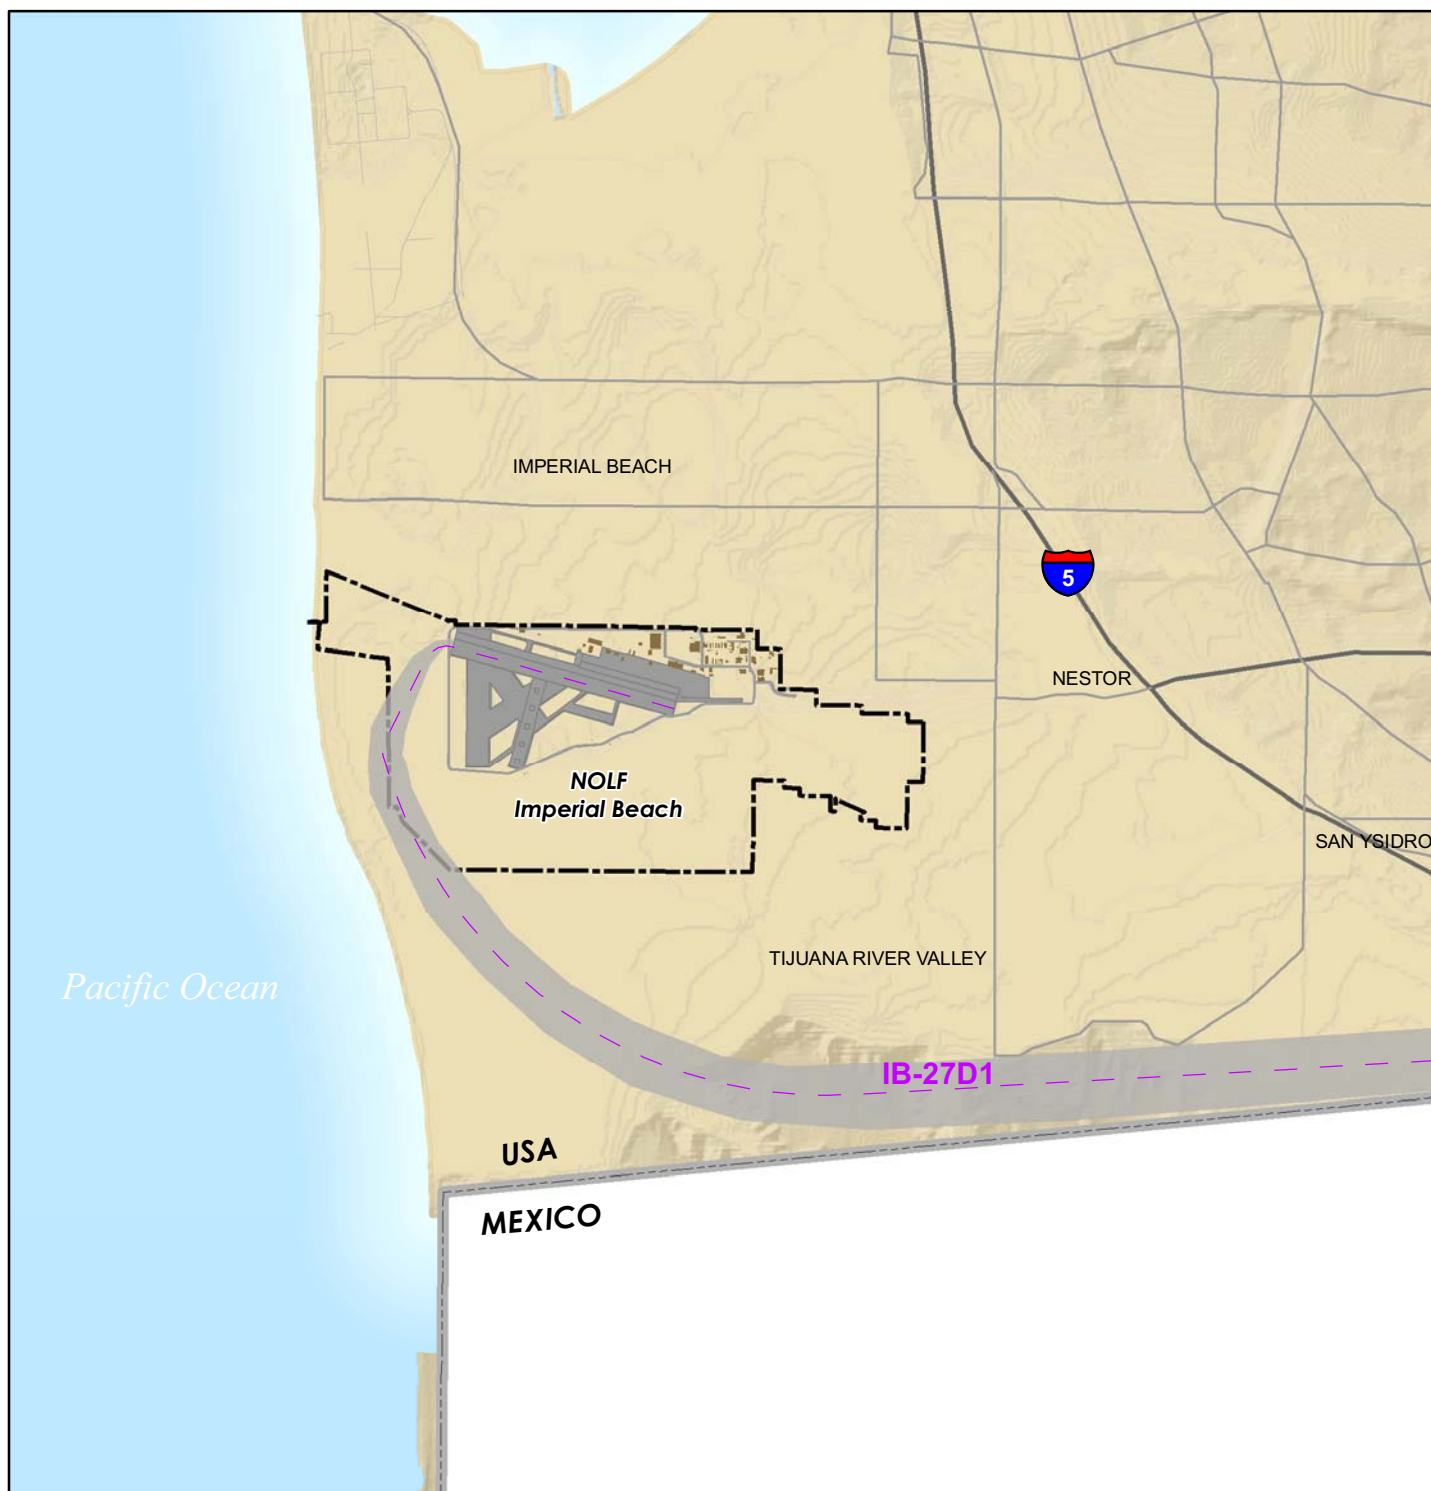 IMPERIAL BEACH
5
NESTOR
NOLF
Imperial Beach
SAN YSIDRO
TIJUANA RIVER VALLEY
Pacific Ocean
IB-27D1
USA
MEXICO